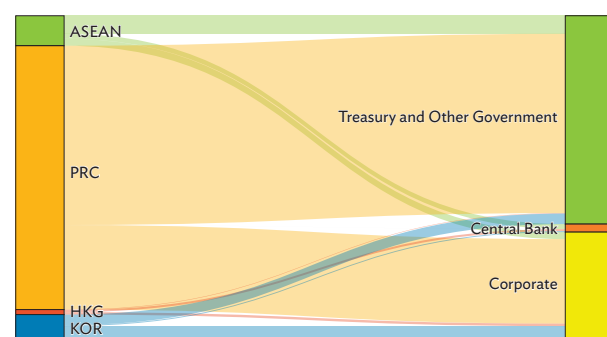 ASEAN
Treasury and Other Government
PRC
Central Bank
Corporate
HKG
KOR